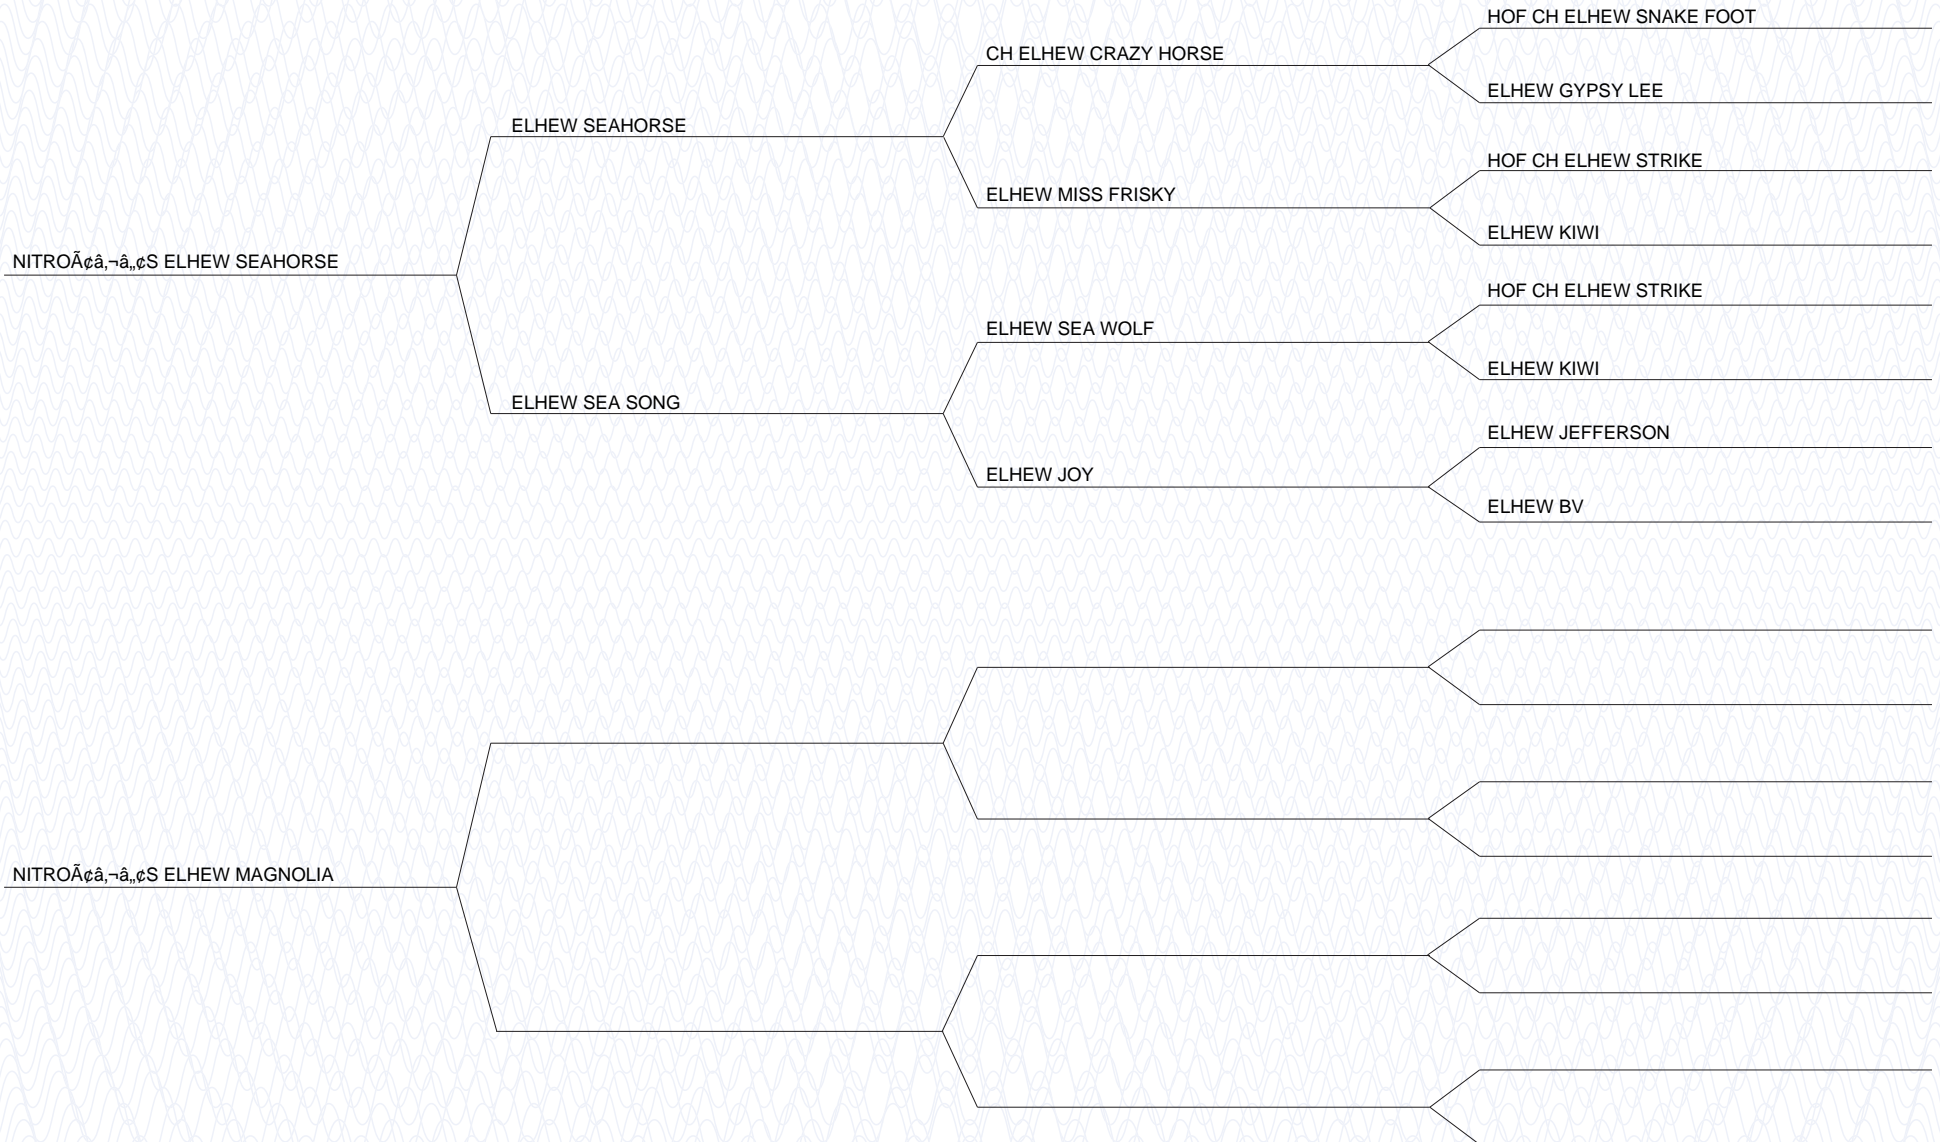 HOF CH ELHEW SNAKE FOOT
CH ELHEW CRAZY HORSE
ELHEW GYPSY LEE
ELHEW SEAHORSE
HOF CH ELHEW STRIKE
ELHEW MISS FRISKY
ELHEW KIWI
NITROÃ¢â‚¬â„¢S ELHEW SEAHORSE
HOF CH ELHEW STRIKE
ELHEW SEA WOLF
ELHEW KIWI
ELHEW SEA SONG
ELHEW JEFFERSON
ELHEW JOY
ELHEW BV
NITROÃ¢â‚¬â„¢S ELHEW MAGNOLIA